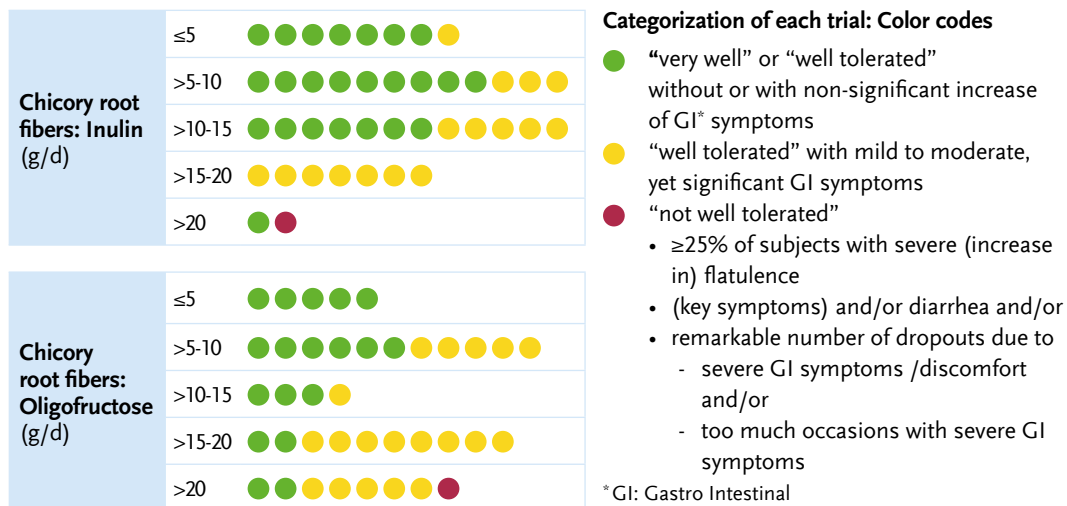 Chicory root
fibers: Inulin
(g/d)
≤5
>5-10
>10-15
>15-20
>20
Chicory
root fibers:
Oligofructose
(g/d)
≤5
>5-10
>10-15
>15-20
>20
Categorization of each trial: Color codes
“very well” or “well tolerated”
without or with non-significant increase
of GI* symptoms
“well tolerated” with mild to moderate,
yet significant GI symptoms
“not well tolerated”
• ≥25% of subjects with severe (increase
in) flatulence
• (key symptoms) and/or diarrhea and/or
• remarkable number of dropouts due to
- severe GI symptoms /discomfort
and/or
- too much occasions with severe GI
symptoms
*GI: Gastro Intestinal